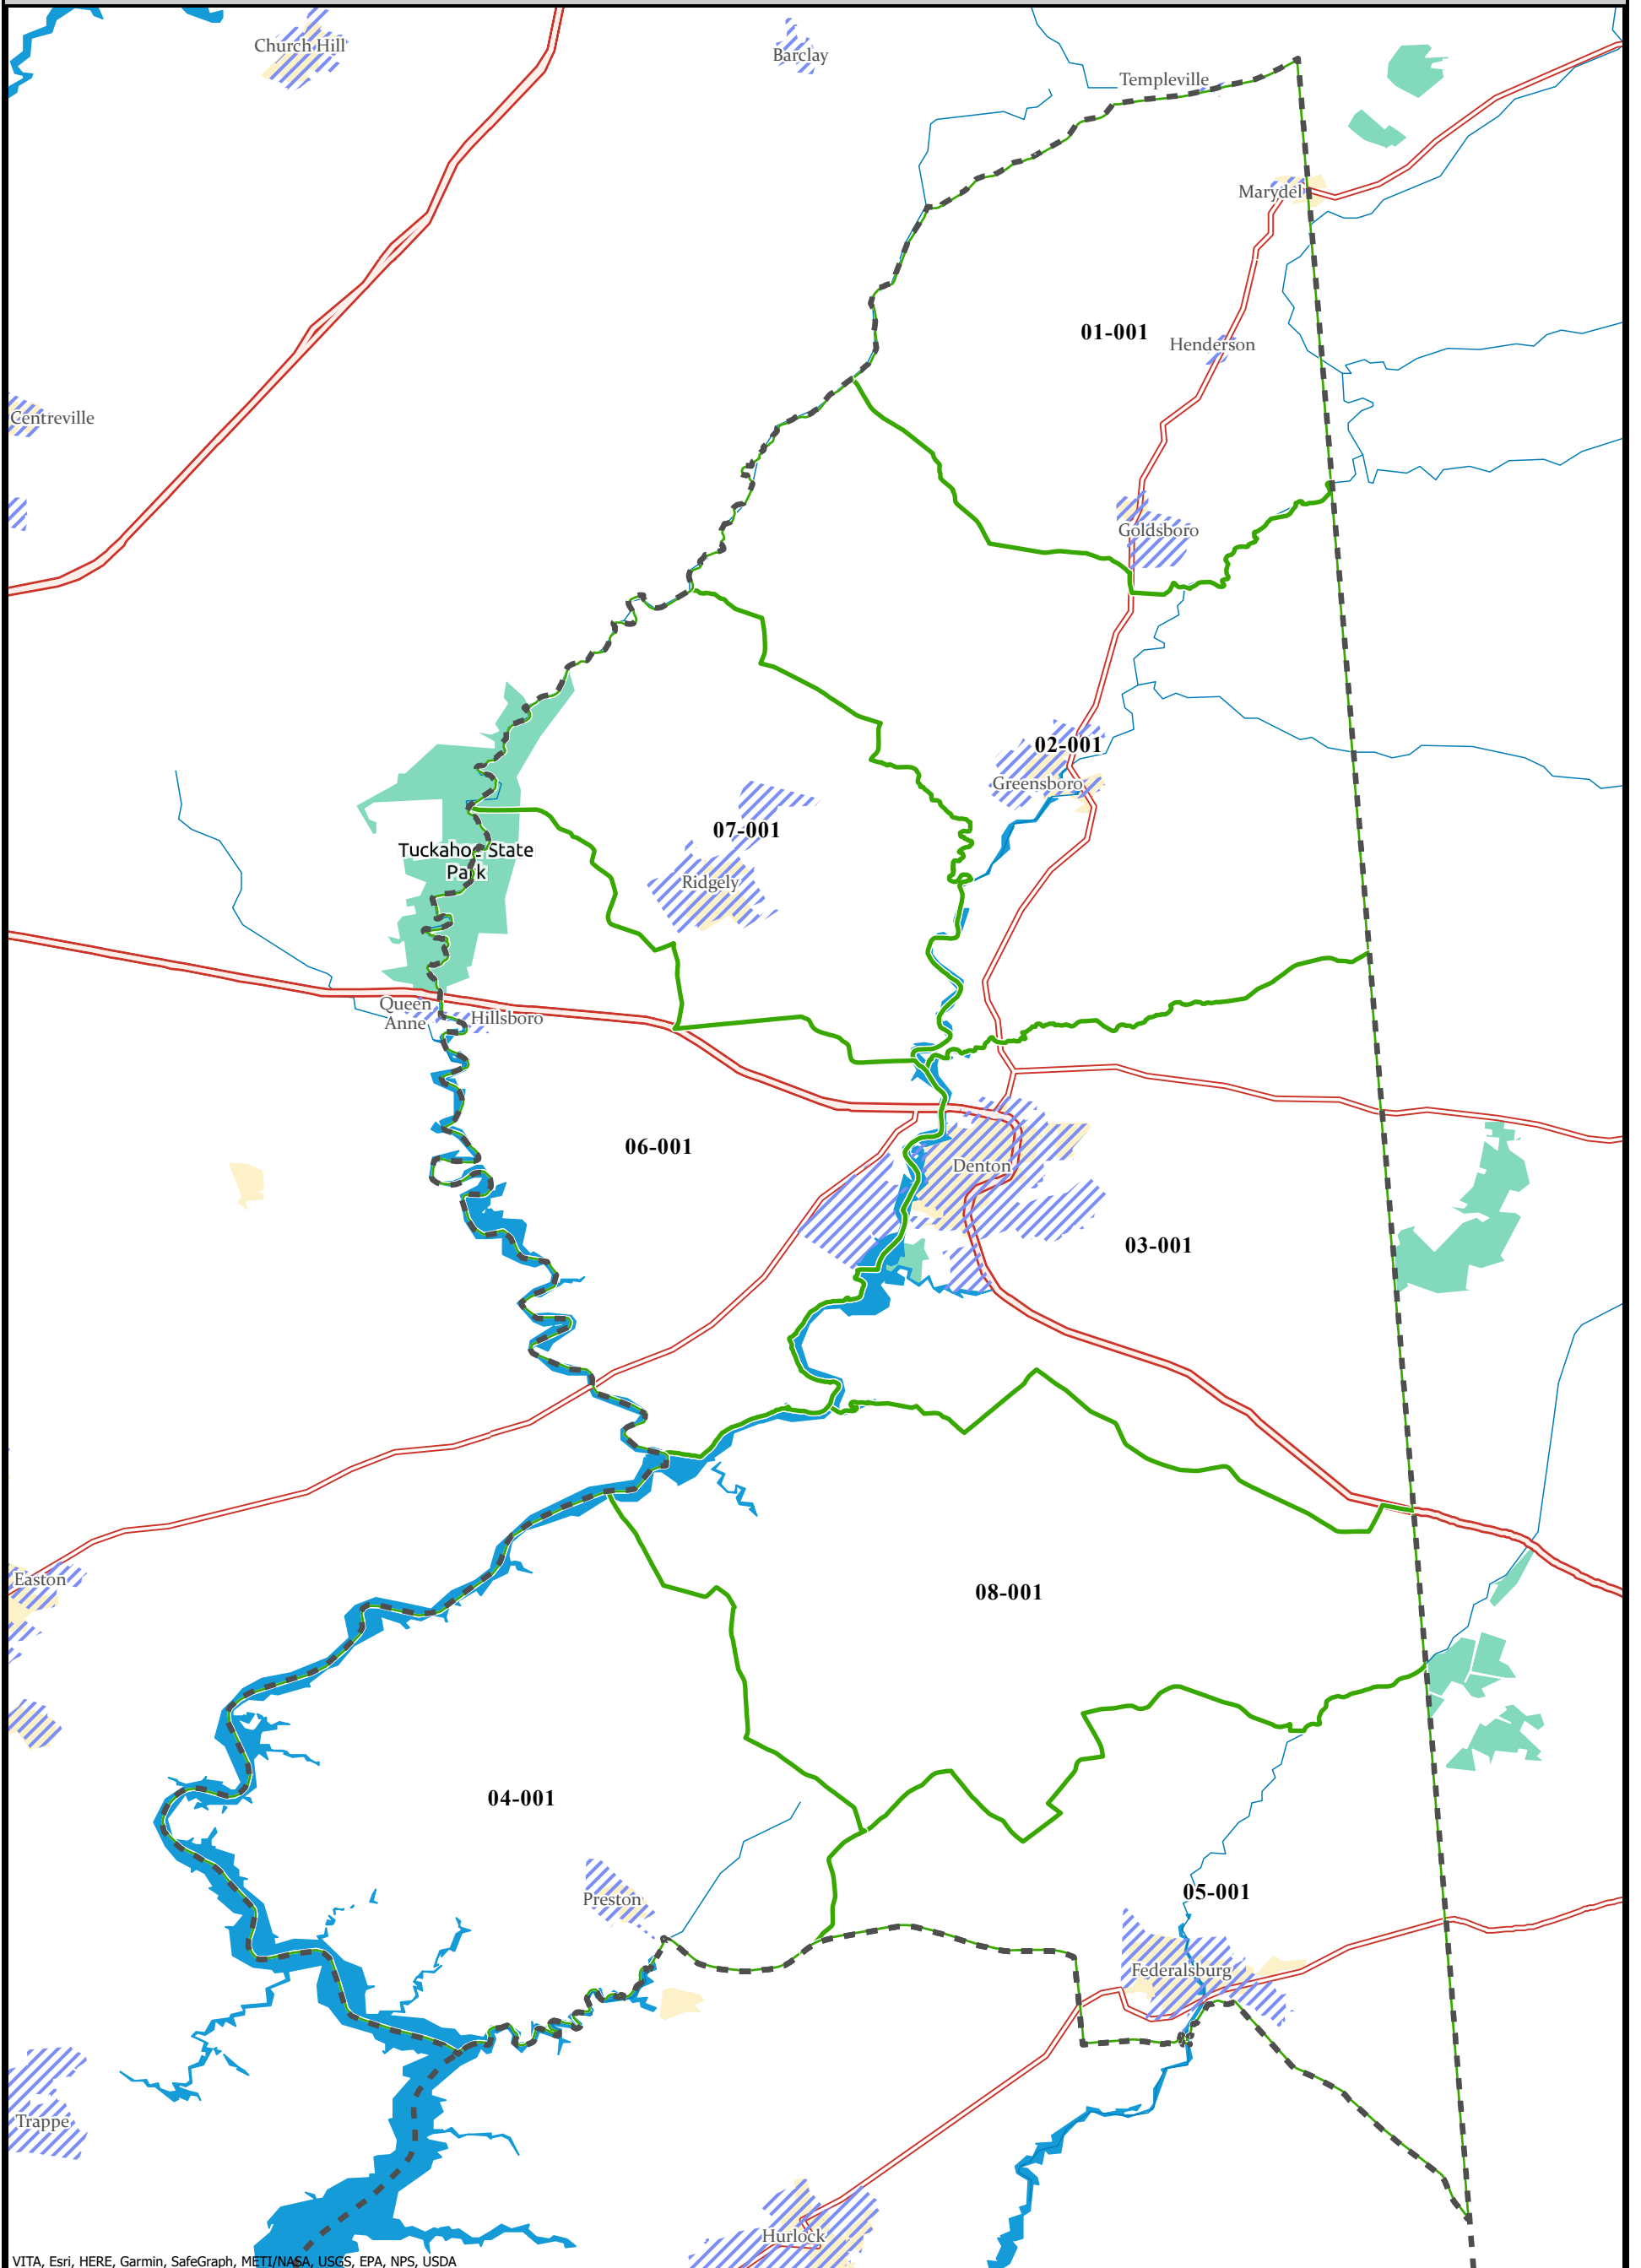 Church Hill
Barclay
Templeville
Marydel
01-001
Henderson
Centreville
Goldsboro
02-001
Greensboro
07-001
Tuckahoe State
Park
Ridgely
Queen
Anne
Hillsboro
06-001
Denton
03-001
Easton
08-001
04-001
05-001
Preston
Federalsburg
Trappe
Hurlock
VITA, Esri, HERE, Garmin, SafeGraph, METI/NASA, USGS, EPA, NPS, USDA